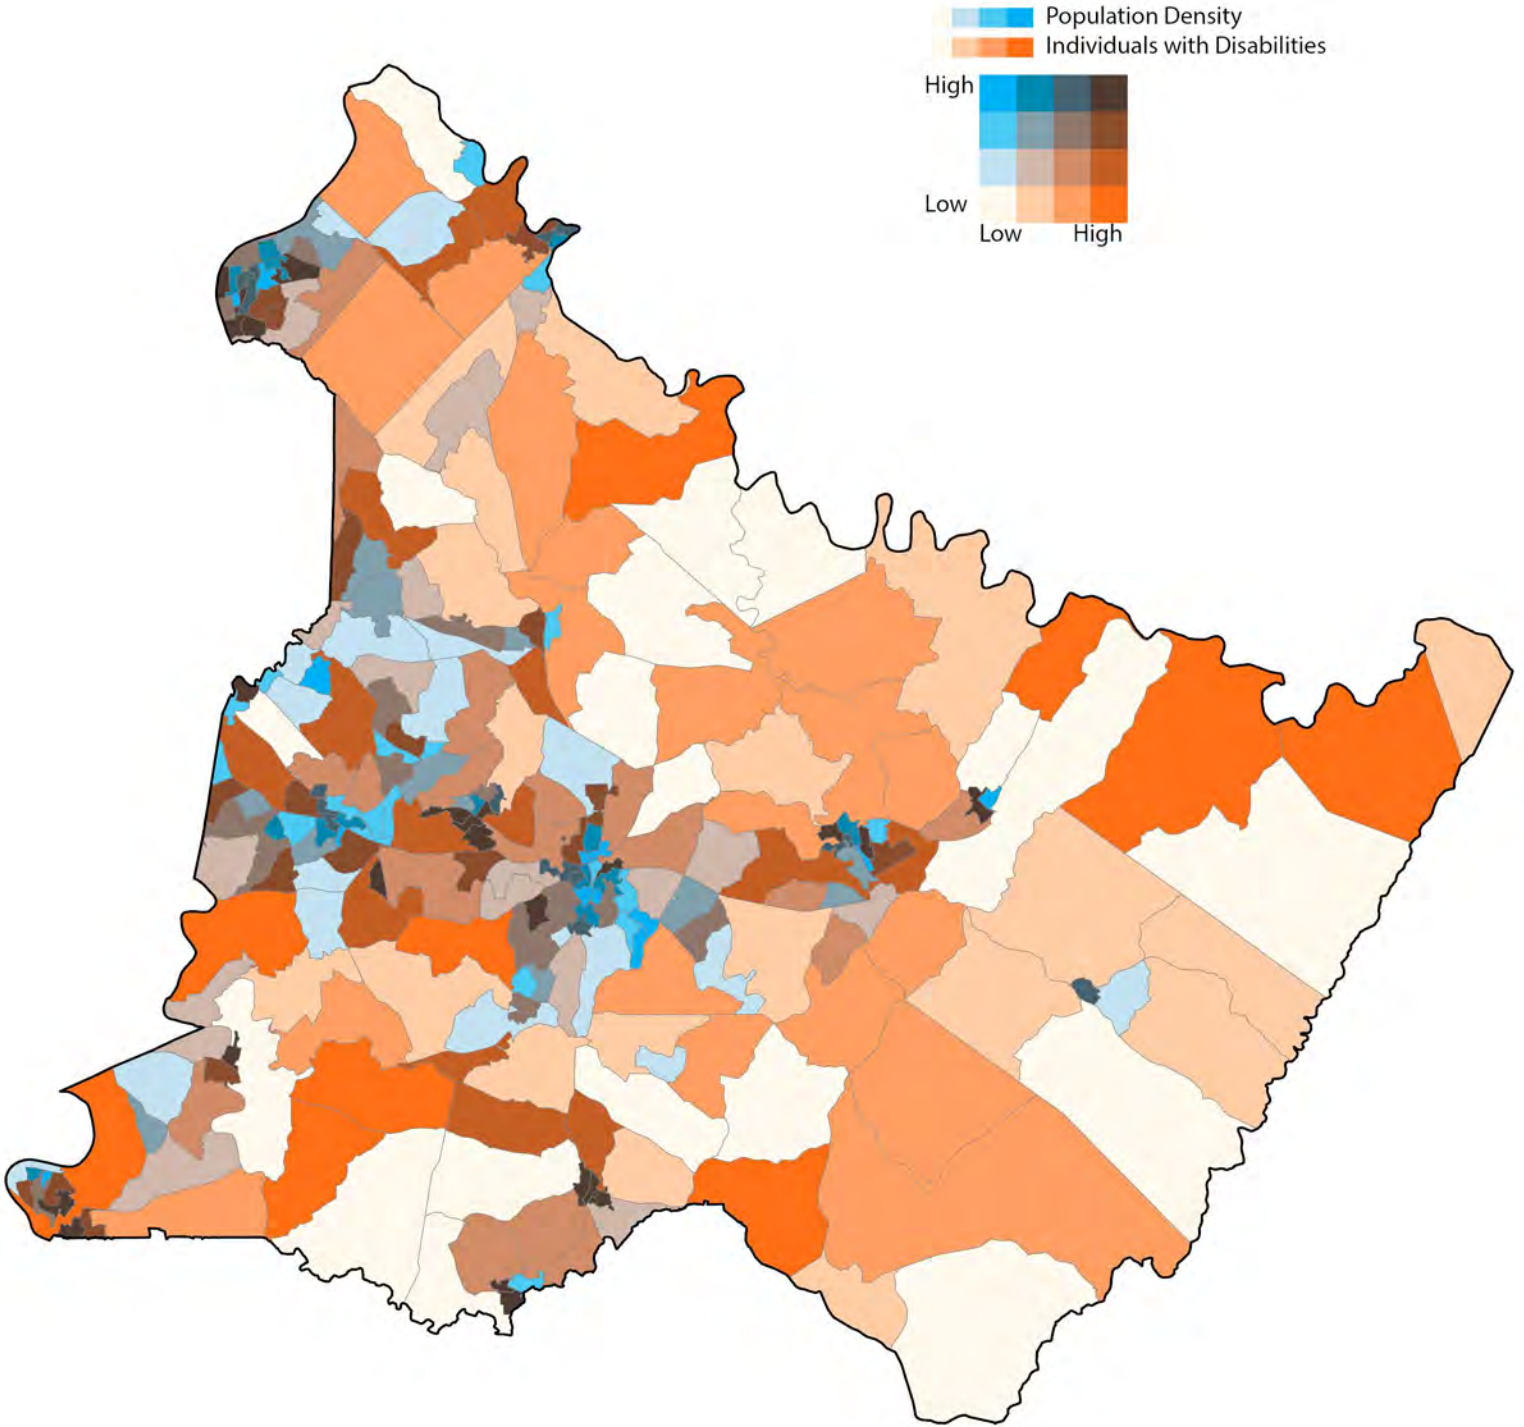 Population Density
Individuals with Disabilities
High
Low
Low High